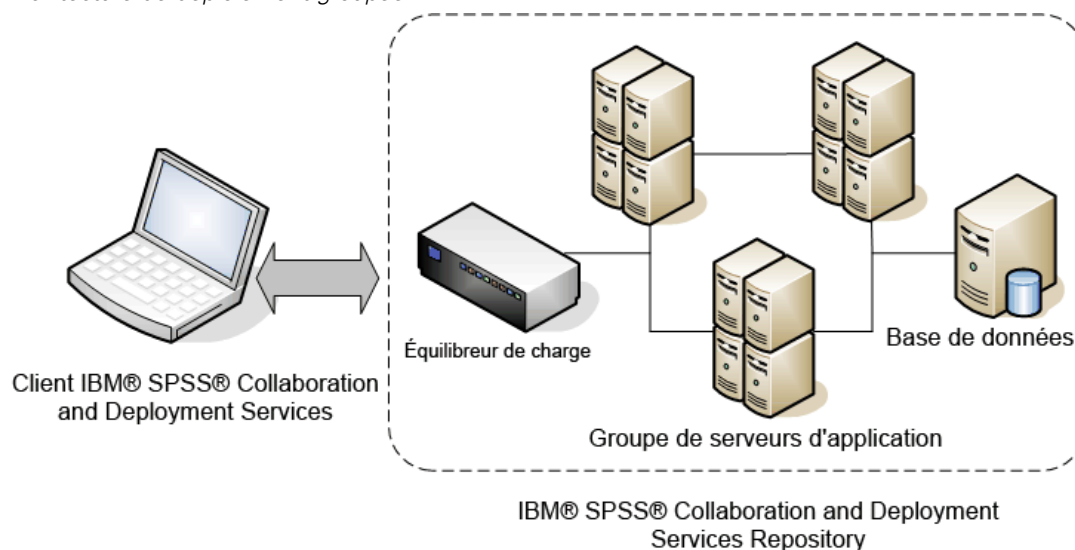 Équilibreur de charge
Base de données
Client IBM® SPSS® Collaboration
and Deployment Services
Groupe de serveurs d'application
IBM® SPSS® Collaboration and Deployment
Services Repository